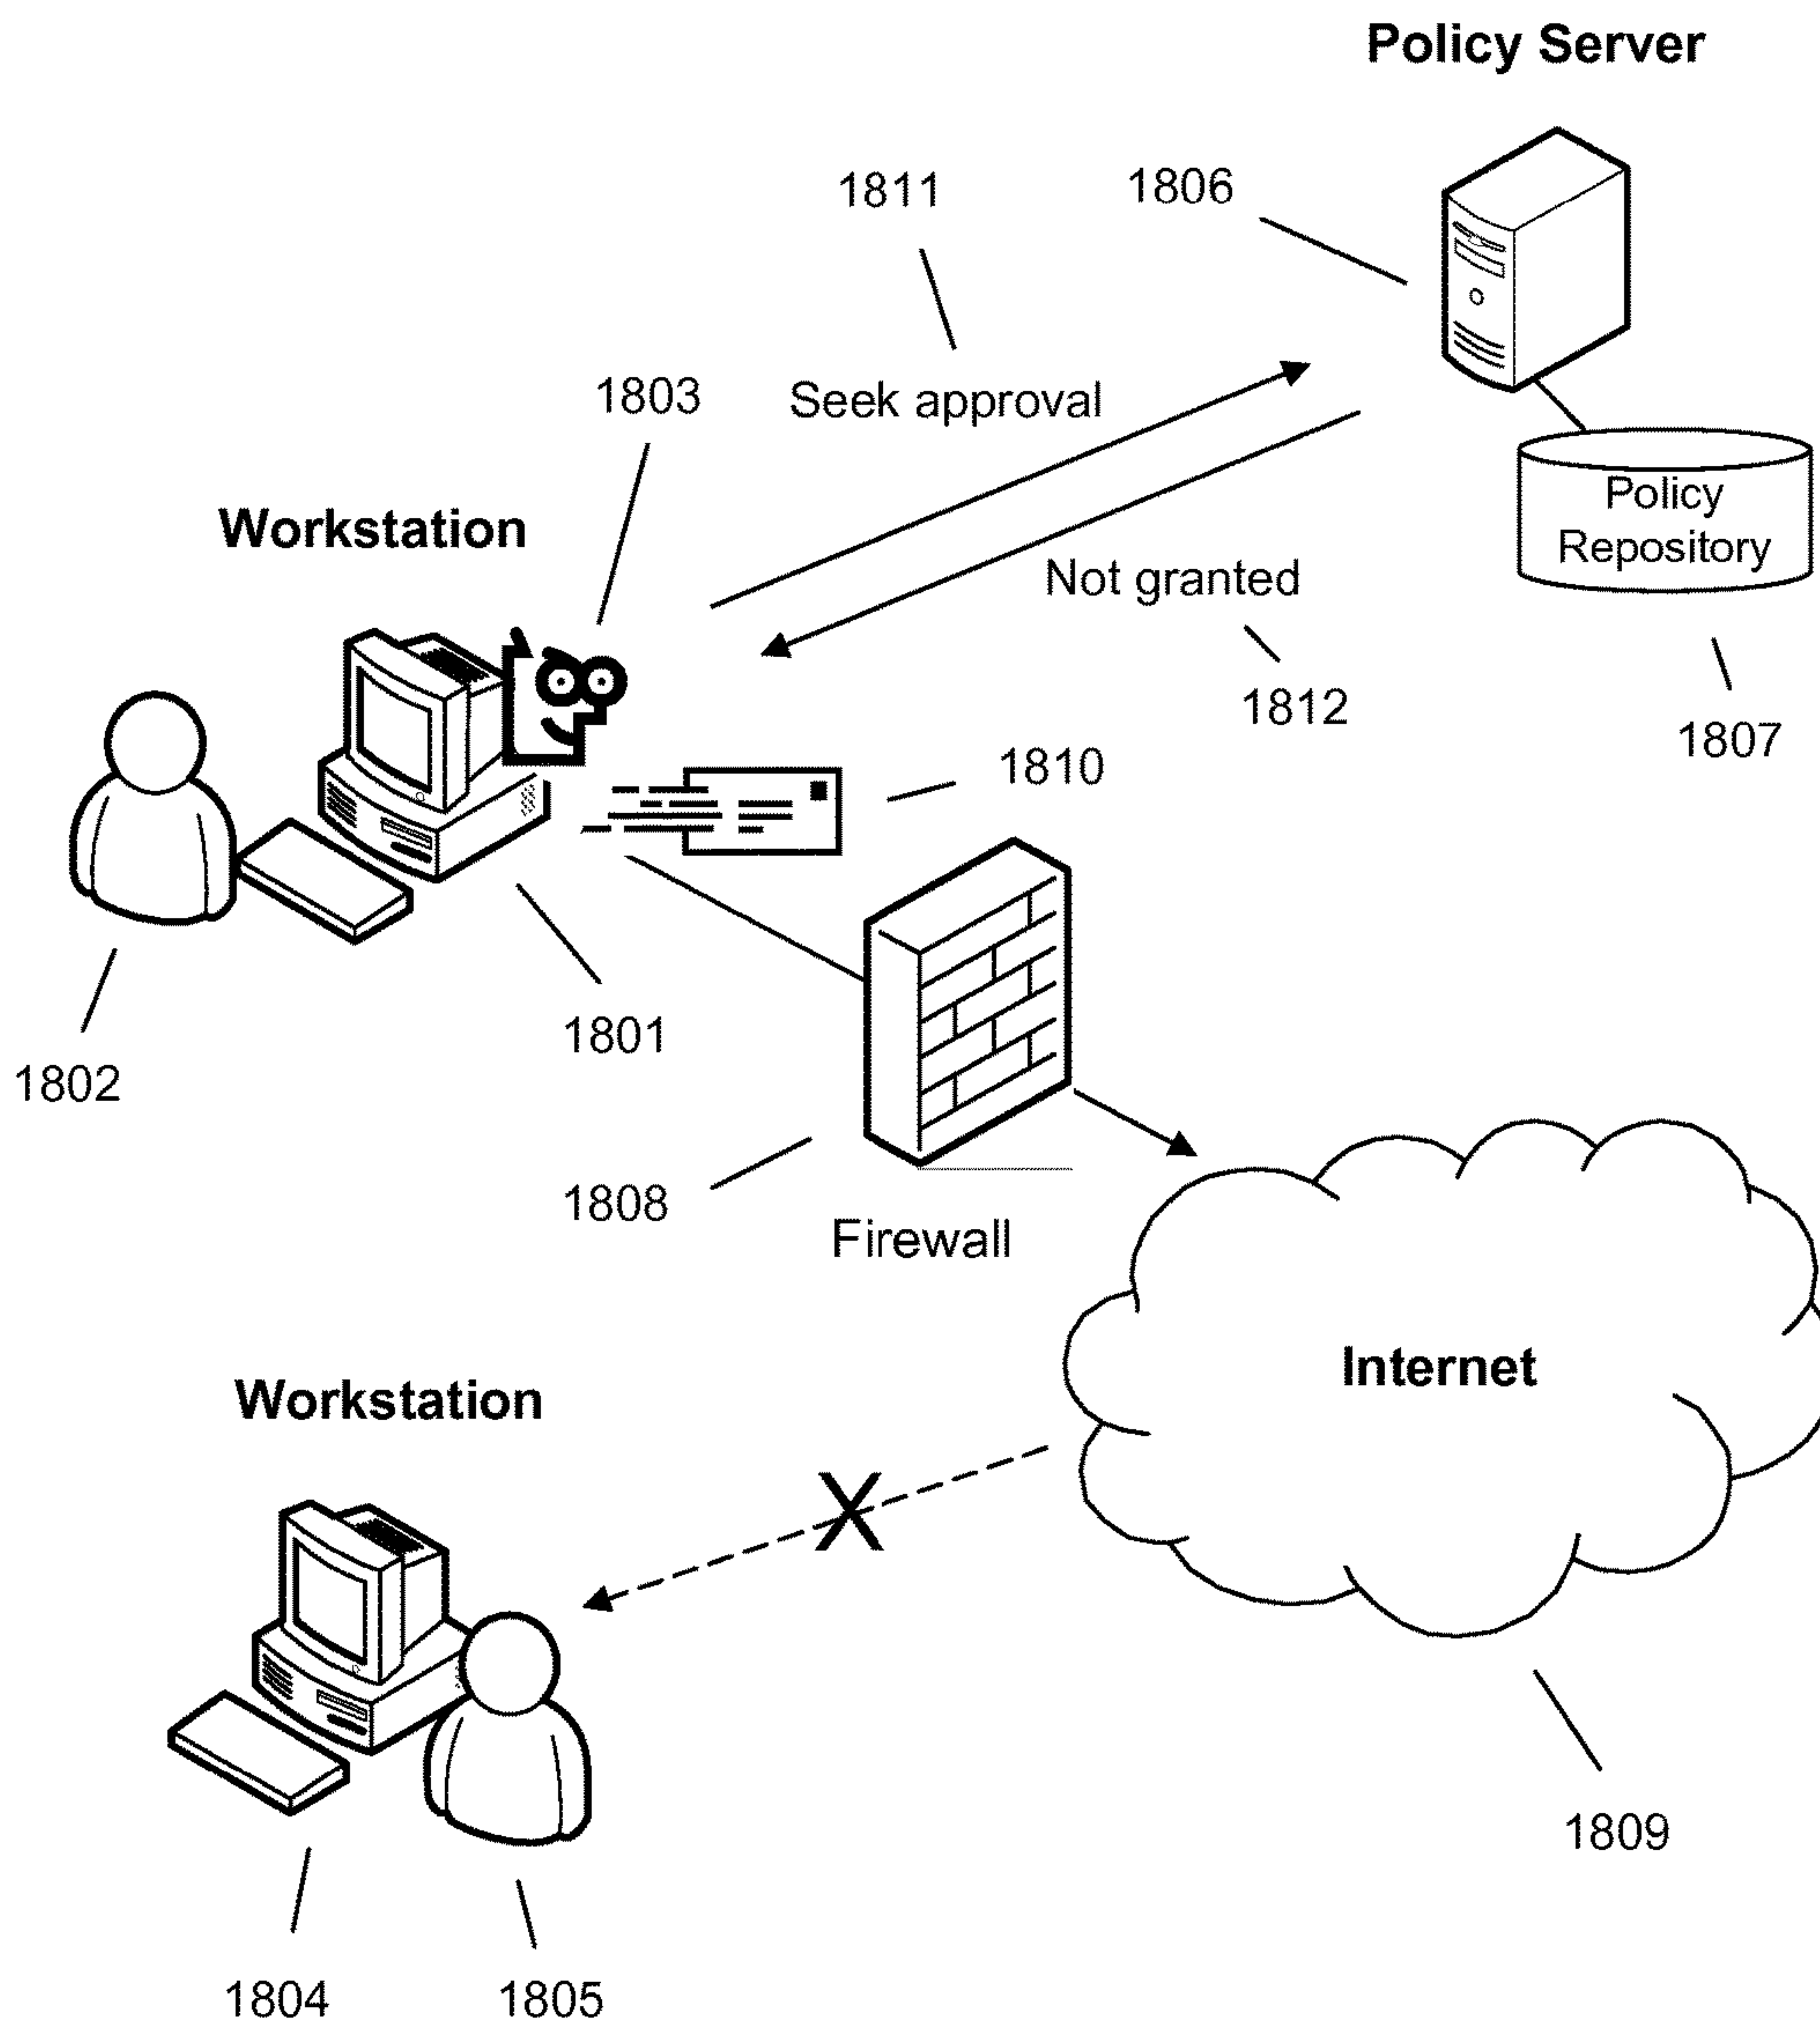 Policy Server
1811
1806
1803
Seek approval
Workstation
Policy
Repository
Not granted
1812
1807
1810
1801
1802
1808
Firewall
Internet
Workstation
X
1809
1804
1805